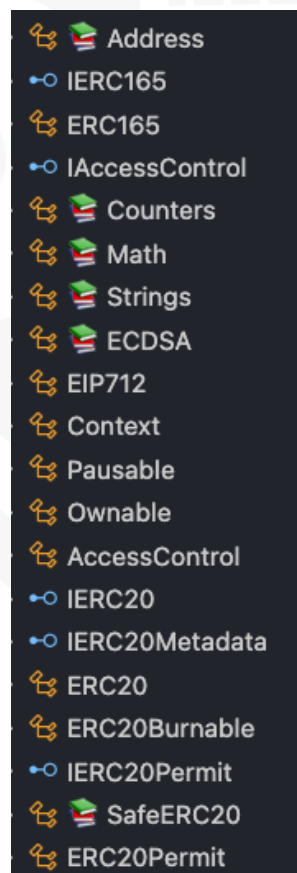 Address
IERC165
ERC165
IAccessControl
Counters
Math
Strings
ECDSA
EIP712
Context
Pausable
Ownable
AccessControl
IERC20
IERC20Metadata
ERC20
ERC20Burnable
IERC20Permit
SafeERC20
ERC20Permit